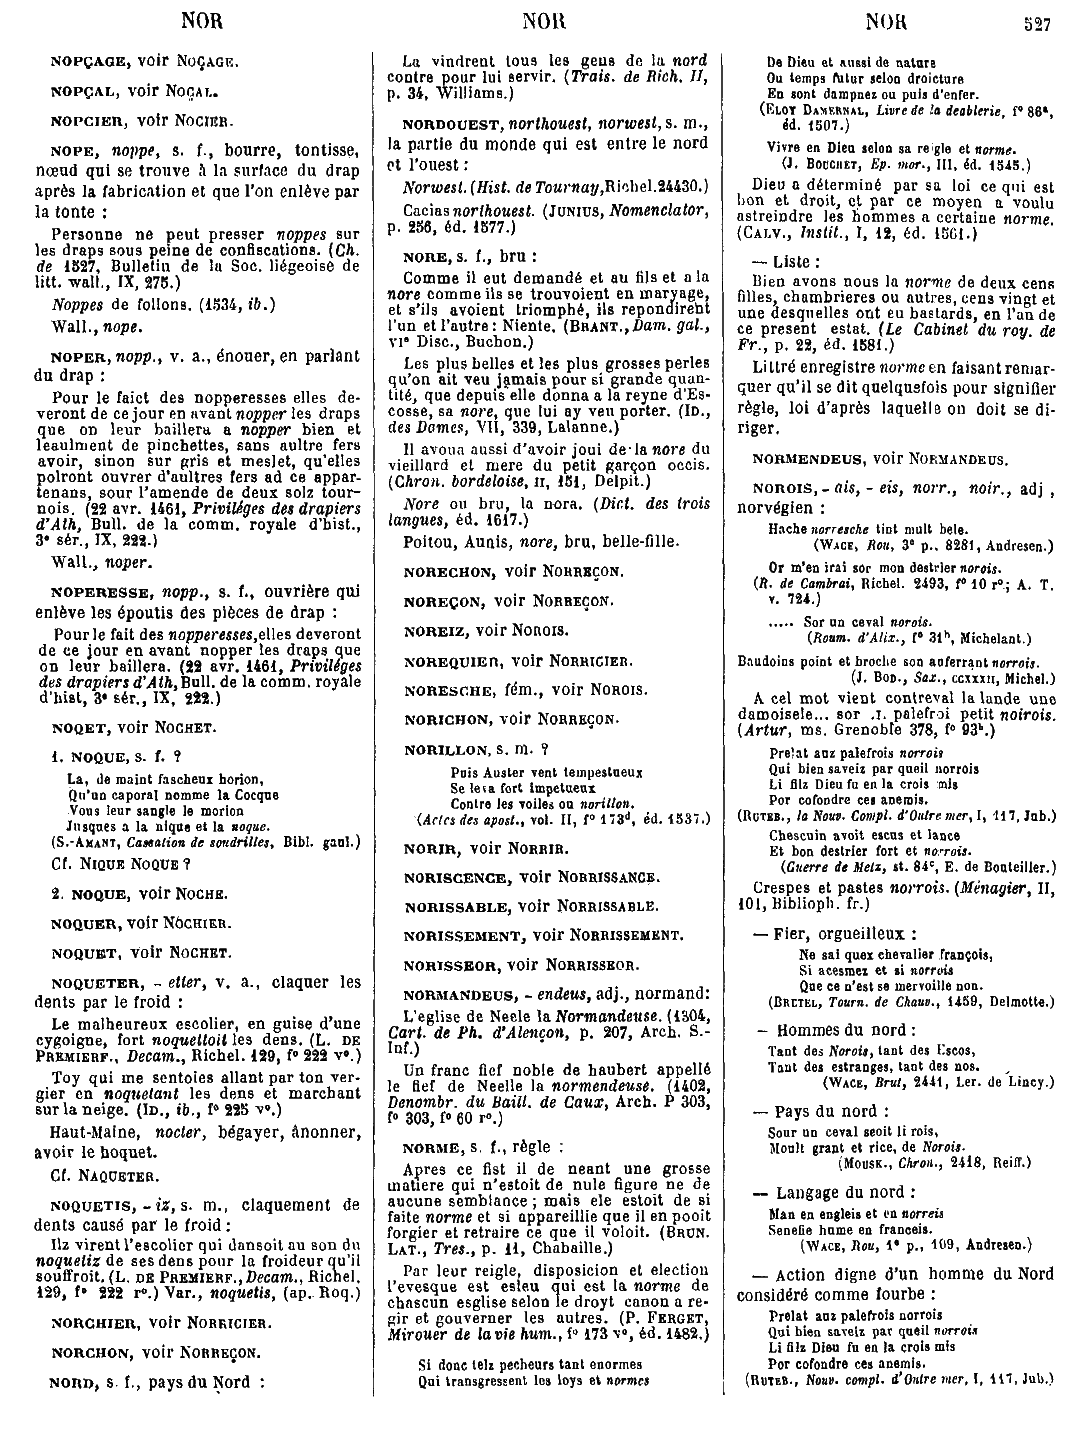 NOR
NOR
NOR
527
NOPÇAGE, voir NOÇAGE.
NOPÇAL, voir NOÇAL.
NOPCIER, voir NOCIER.
NOPE, noppe, s. f., bourre, tontisse,
nœud qui se trouve à la surface du drap
après la fabrication et que l'on enlève par
la tonte :
Personne ne peut presser noppes sur
les draps sous peine de confiscations. (Ch.
de 1527, Bulletin de la Soc. liégeoise de
litt. wall., IX, 275.)
Noppes de follons. (1534, ib.)
Wall., nope.
NOPER, nopp., v. a., énouer, en parlant
du drap :
Pour le faict des nopperesses elles de-
veront de ce jour en avant nopper les draps
que on leur baillera a nopper bien et
leaulment de pinchettes, sans aultre fers
avoir, sinon sur gris et meslet, qu'elles
polront ouvrer d'aultres fers ad ce appar-
tenans, sour l'amende de deux solz tour-
nois. (22 avr. 1461, Priviléges des drapiers
d'Ath, Bull. de la comm. royale d'hist.,
3e sér., IX, 222.)
Wall., noper.
NOPERESSE, nopp., s. f., ouvrière qui
enlève les époutis des pièces de drap :
Pour le fait des nopperesses, elles deveront
de ce jour en avant nopper les draps que
on leur baillera. (22 avr. 1461, Priviléges
des drapiers d'Ath, Bull. de la comm. royale
d'hist, 3e sér., IX, 222.)
NOQET, voir NOCHET.
1. NOQUE, s. f. ?
La, de maint fascheux horion,
Qu'un caporal nomme la Cocque
Vous leur sangle le morion
Jusques a la nique et la noque.
(S.-AMANT, Cassation de soudrilles, Bibl. gaul.)
Cf. NIQUE NOQUE ?
2. NOQUE, voir NOCHE.
NOQUER, voir NOCHIER.
NOQUET, voir NOCHET.
NOQUETER, - etter, v. a., claquer les
dents par le froid :
Le malheureux escolier, en guise d'une
cygoigne, fort noquettoit les dens. (L. DE
PREMIERF., Decam., Richel. 129, fo 222 vo.)
Toy qui me sentoies allant par ton ver-
gier en noquetant les dens et marchant
sur la neige. (ID., ib., fo 225 vo.)
Haut-Maine, nocter, bégayer, ânonner,
avoir le hoquet.
Cf. NAQUETER.
NOQUETIS, - iz, s. m., claquement de
dents causé par le froid :
Ilz virent l'escolier qui dansoit au son du
noquetiz de ses dens pour la froideur qu'il
souffroit. (L. DE PREMIERF., Decam., Richel.
129, fo 222 ro.) Var., noquetis, (ap. Roq.)
NORCHIER, voir NORRICIER.
NORCHON, voir NORREÇON.
NORD, s. f., pays du Nord :
La vindrent tous les gens de la nord
contre pour lui servir. (Trais. de Rich. II,
p. 34, Williams.)
NORDOUEST, northouest, norwest, s. m.,
la partie du monde qui est entre le nord
et l'ouest :
Norwest. (Hist. de Tournay, Richel. 24430.)
Cacias northouest. (JUNIUS, Nomenclator,
p. 256, éd. 1577.)
NORE, s. f., bru :
Comme il eut demandé et au fils et a la
nore comme ils se trouvoient en maryage,
et s'ils avoient triomphé, ils repondirent
l'un et l'autre : Niente. (BRANT., Dam. gal.,
VIe Disc., Buchon.)
Les plus belles et les plus grosses perles
qu'on ait veu jamais pour si grande quan-
tité, que depuis elle donna a la reyne d'Es-
cosse, sa nore, que lui ay veu porter. (ID.,
des Dames, VII, 339, Lalanne.)
Il avoua aussi d'avoir joui de la nore du
vieillard et mere du petit garçon occis.
(Chron. bordeloise, II, 151, Delpit.)
Nore ou bru, la nora. (Dict. des trois
langues, éd. 1617.)
Poitou, Aunis, nore, bru, belle-fille.
NORECHON, voir NORREÇON.
NOREÇON, voir NORREÇON.
NOREIZ, voir NOROIS.
NOREQUIER, voir NORRICIER.
NORESCHE, fém., voir NOROIS.
NORICHON, voir NORREÇON.
NORILLON, s. m. ?
Puis Auster vent tempestueux
Se leva fort impetueux
Contre les voiles ou norillon.
(Actes des apost., vol. II, fo 173d, éd. 1537.)
NORIR, voir NORRIR.
NORISCENCE, voir NORRISSANCE.
NORISSABLE, voir NORRISSABLE.
NORISSEMENT, voir NORRISSEMENT.
NORISSEOR, voir NORRISSEOR.
NORMANDEUS, - endeus, adj., normand:
L'eglise de Neele la Normandeuse. (1304,
Cart. de Ph. d'Alençon, p. 207, Arch. S.-
Inf.)
Un franc fief noble de haubert appellé
le fief de Neelle la normendeuse. (1402,
Denombr. du Baill. de Caux, Arch. P 303,
fo 303, fo 60 ro.)
NORME, s. f., règle :
Apres ce fist il de neant une grosse
matiere qui n'estoit de nule figure ne de
aucune semblance ; mais ele estoit de si
faite norme et si appareillie que il en pooit
forgier et retraire ce que il voloit. (BRUN.
LAT., Tres., p. 11, Chabaille.)
Par leur reigle, disposicion et election
l'evesque est esleu qui est la norme de
chascun esglise selon le droyt canon a re-
gir et gouverner les autres. (P. FERGET,
Mirouer de la vie hum., fo 173 vo, éd. 1482.)
Si donc telz pecheurs tant enormes
Qui transgressent les loys et normes
De Dieu et aussi de nature
Ou temps futur selon droicture
En sont dampnez ou puis d'enfer.
(ELOY DAMERNAL, Livre de la deablerie, fo 86a,
éd. 1507.)
Vivre en Dieu selon sa reigle et norme.
(J. BOUCHET, Ep. mor., III, éd. 1545.)
Dieu a déterminé par sa loi ce qui est
bon et droit, et par ce moyen a voulu
astreindre les hommes a certaine norme.
(CALV., Instit., I, 12, éd. 1561.)
— Liste :
Bien avons nous la norme de deux cens
filles, chambrieres ou autres, cens vingt et
une desquelles ont eu bastards, en l'an de
ce present estat. (Le Cabinet du roy. de
Fr., p. 22, éd. 1581.)
Littré enregistre norme en faisant remar-
quer qu'il se dit quelquefois pour signifier
règle, loi d'après laquelle on doit se di-
riger.
NORMENDEUS, voir NORMANDEUS.
NOROIS, - ais, - eis, norr., noir., adj ,
norvégien :
Hache norresche tint mult bele.
(WACE, Rou, 3e p., 8281, Andresen.)
Or m'en irai sor mon destrier norois.
(R. de Cambrai, Richel. 2493, fo 10 ro; A. T.
v. 724.)
..... Sor un ceval norois.
(Roum. d'Alix., fo 31b, Michelant.)
Baudoins point et broche son auferrant norrois.
(J. BOD., Sax., CCXXXII, Michel.)
A cel mot vient contreval la lande une
damoisele... sor .I. palefroi petit noirois.
(Artur, ms. Grenoble 378, fo 93b.)
Prelat auz palefrois norrois
Qui bien saveiz par queil norrois
Li filz Dieu fu en la crois mis
Por cofondre ces anemis.
(RUTEB., la Nouv. Compl. d'Outre mer, I, 117, Jub.)
Chescuin avoit escus et lance
Et bon destrier fort et norrois.
(Guerre de Metz, st. 84c, E. de Bouteiller.)
Crespes et pastes norrois. (Ménagier, II,
101, Biblioph. fr.)
— Fier, orgueilleux :
Ne sai quex chevalier françois,
Si acesmez et si norrois
Que ce n'est se mervoille non.
(BRETEL, Tourn. de Chauv., 1459, Delmotte.)
— Hommes du nord :
Tant des Norois, tant des Escos,
Tant des estranges, tant des nos.
(WACE, Brut, 2441, Ler. de Lincy.)
— Pays du nord :
Sour un ceval seoit li rois,
Moult grant et rice, de Norois.
(MOUSK., Chron., 2418, Reiff.)
— Langage du nord :
Man en engleis et en norreis
Senefie hume en franceis.
(WACE, Rou, 1e p., 109, Andresen.)
— Action digne d'un homme du Nord
considéré comme fourbe :
Prelat auz palefrois norrois
Qui bien saveiz par queil norrois
Li filz Dieu fu en la crois mis
Por cofondre ces anemis.
(RUTEB., Nouv. compl. d'Outre mer, I, 117, Jub.)